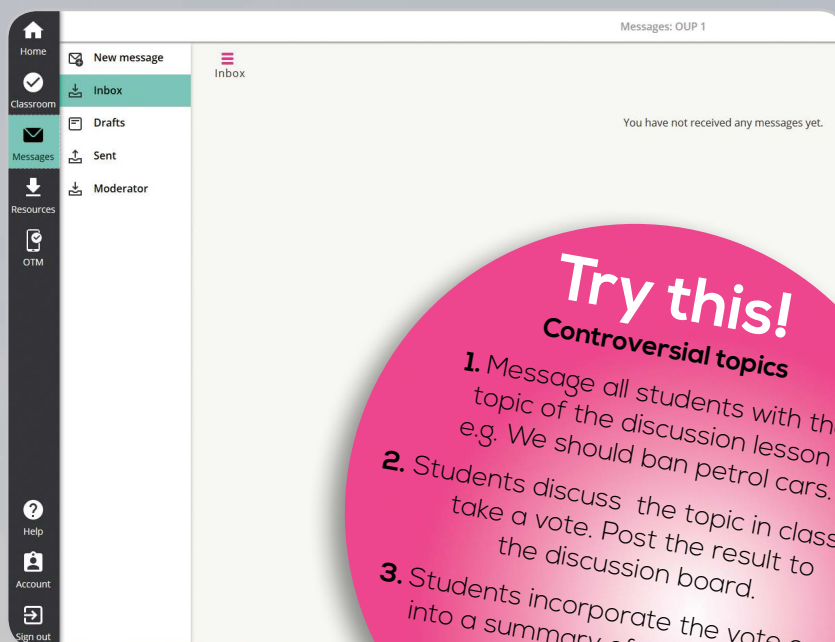 Messages: OUP 1
Home
Classroom
Messages
Resources
OTM
Help
Account
Sign out
New message
Inbox
Drafts
Sent
Moderator
Inbox
You have not received any messages yet.
Try this!
Controversial topics
1. Message all students with
topic of the discussion lesson
e.g. We should ban petrol cars.
2. Students discuss the topic in class
take a vote. Post the result to
the discussion board.
3. Students incorporate the vote
into a summary of